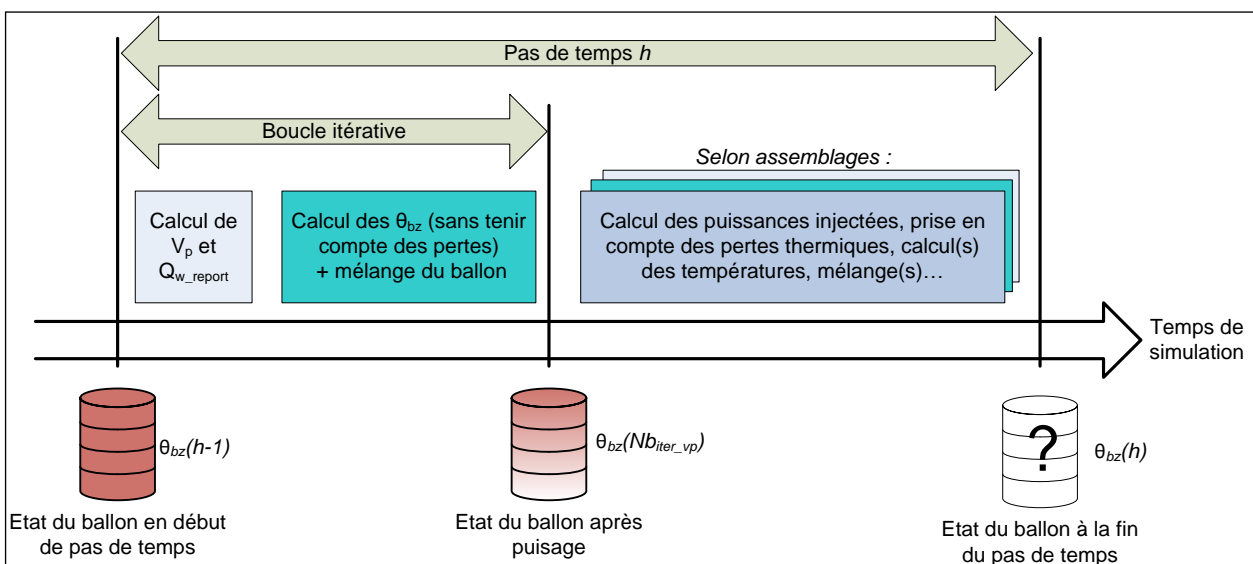 Pas de temps h
Boucle itérative
Selon assemblages :
Calcul de
Vp et
Qw_report
Calcul des θbz (sans tenir
compte des pertes)
+ mélange du ballon
Calcul des puissances injectées, prise en
compte des pertes thermiques, calcul(s)
des températures, mélange(s)…
Temps de
simulation
θbz(h-1)
θbz(Nbiter_vp)
?
θbz(h)
Etat du ballon en début
de pas de temps
Etat du ballon après
puisage
Etat du ballon à la fin
du pas de temps